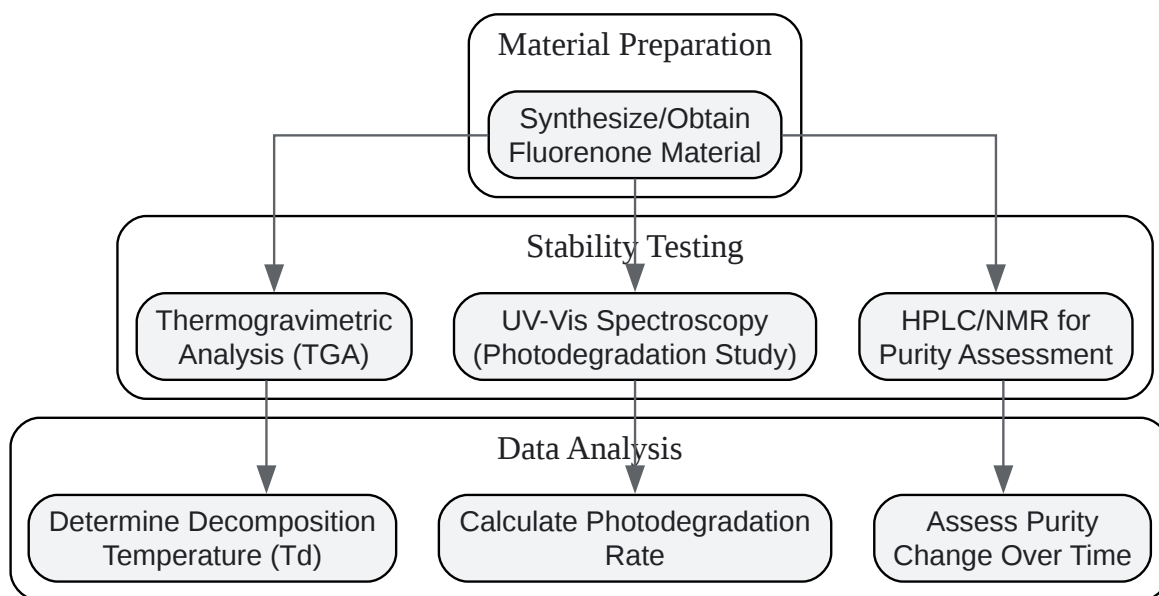 Material Preparation
Synthesize/Obtain
Fluorenone Material
Stability Testing
Thermogravimetric
Analysis (TGA)
UV-Vis Spectroscopy
(Photodegradation Study)
HPLC/NMR for
Purity Assessment
Data Analysis
Determine Decomposition
Temperature (Td)
Calculate Photodegradation
Rate
Assess Purity
Change Over Time